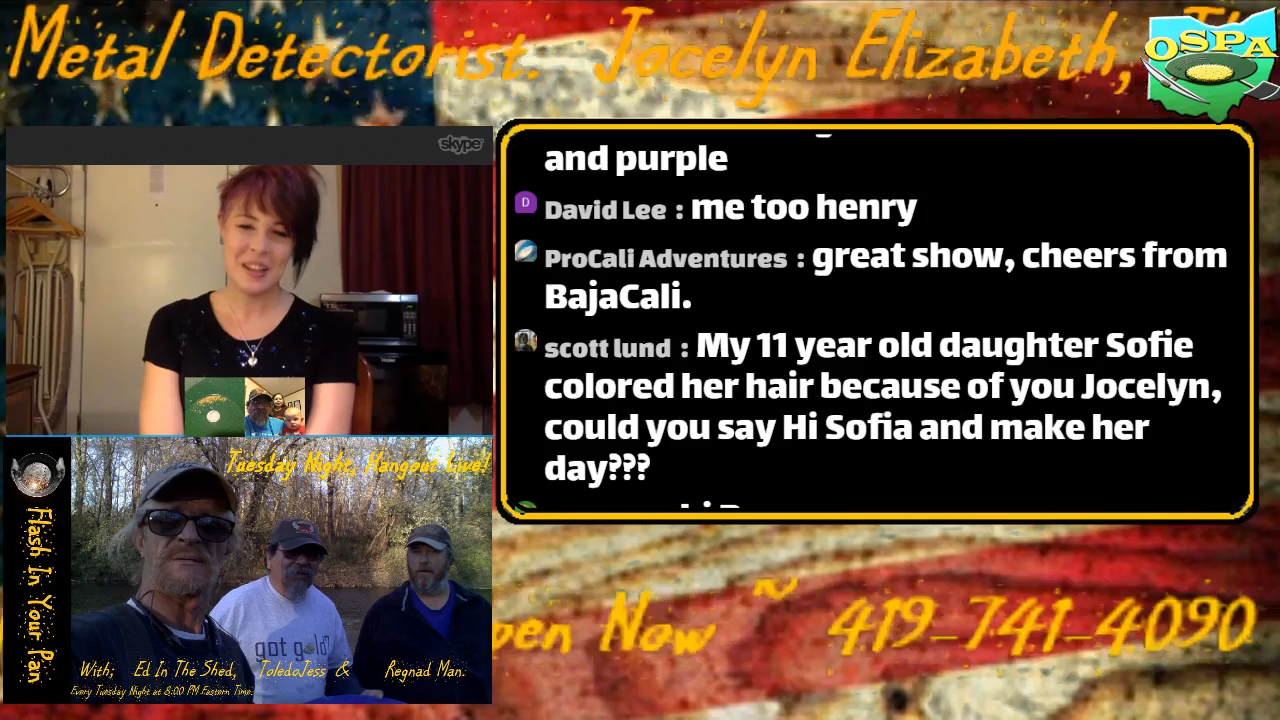 Metal Detectorist. Jocelyn Elizabeth,
OSPA
skype
and purple
D
David Lee : me too henry
ProCali Adventures : great show, cheers from
BajaCali.
scott lund : My 11 year old daughter Sofie
colored her hair because of you Jocelyn,
could you say Hi Sofia and make her
day???
Tuesday Night, Hangout Live!
Flash In Your Pan
got gold?
With; Ed In The Shed, ToledoJess & Regnad Man.
Every Tuesday Night at 8:00 PM Eastern Time.
pen Now ~ 419-741-4090